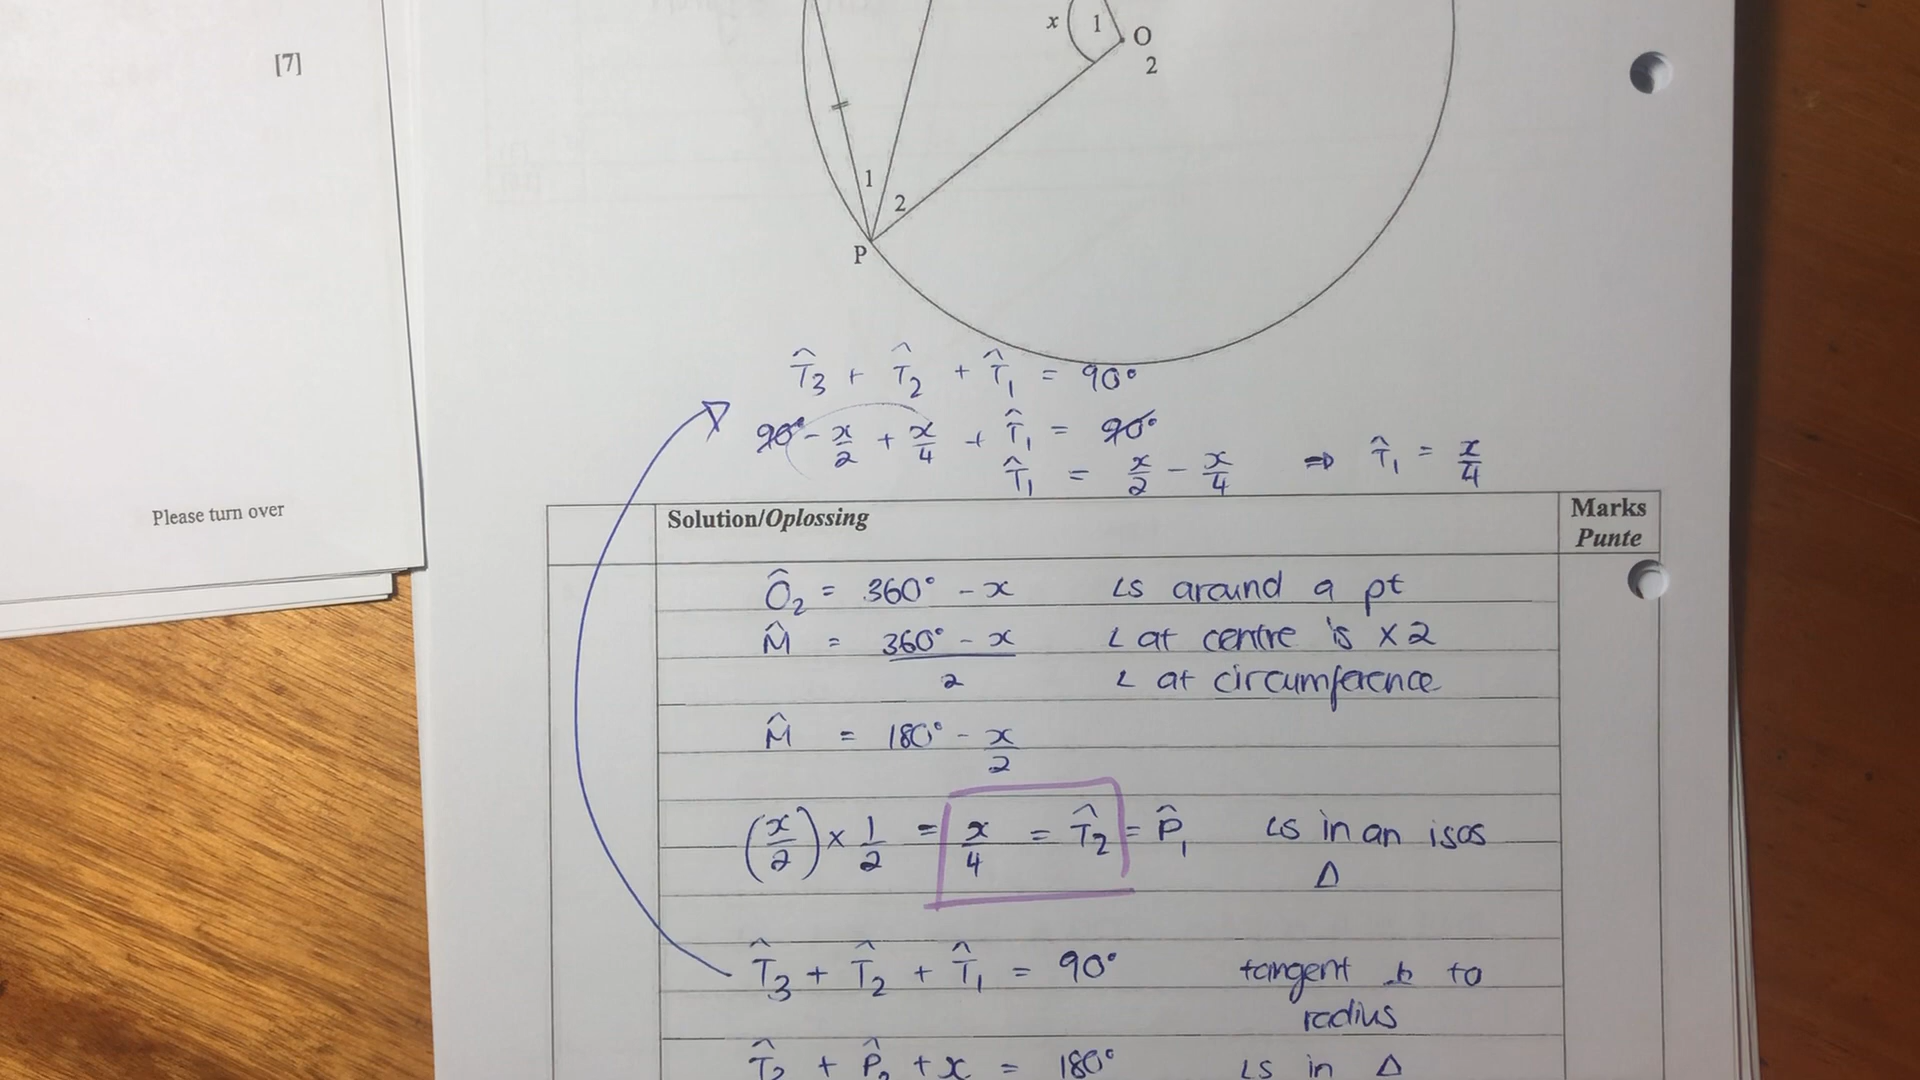 [7]
Please turn over
x 1 O
2
1
2
P
T̂₃ + T̂₂ + T̂₁ = 90°
90° - x/2 + x/4 + T̂₁ = 90°
T̂₁ = x/2 - x/4 ⇒ T̂₁ = x/4
Solution/Oplossing Marks
Punte
Ô₂ = 360° - x ∠s around a pt
M̂ = (360° - x)/2 ∠ at centre is ×2
∠ at circumference
M̂ = 180° - x/2
(x/2) × 1/2 = x/4 = T̂₂ = P̂₁ ∠s in an isos
Δ
T̂₃ + T̂₂ + T̂₁ = 90° tangent ⊥ to
radius
+ x = 180° ∠s in Δ